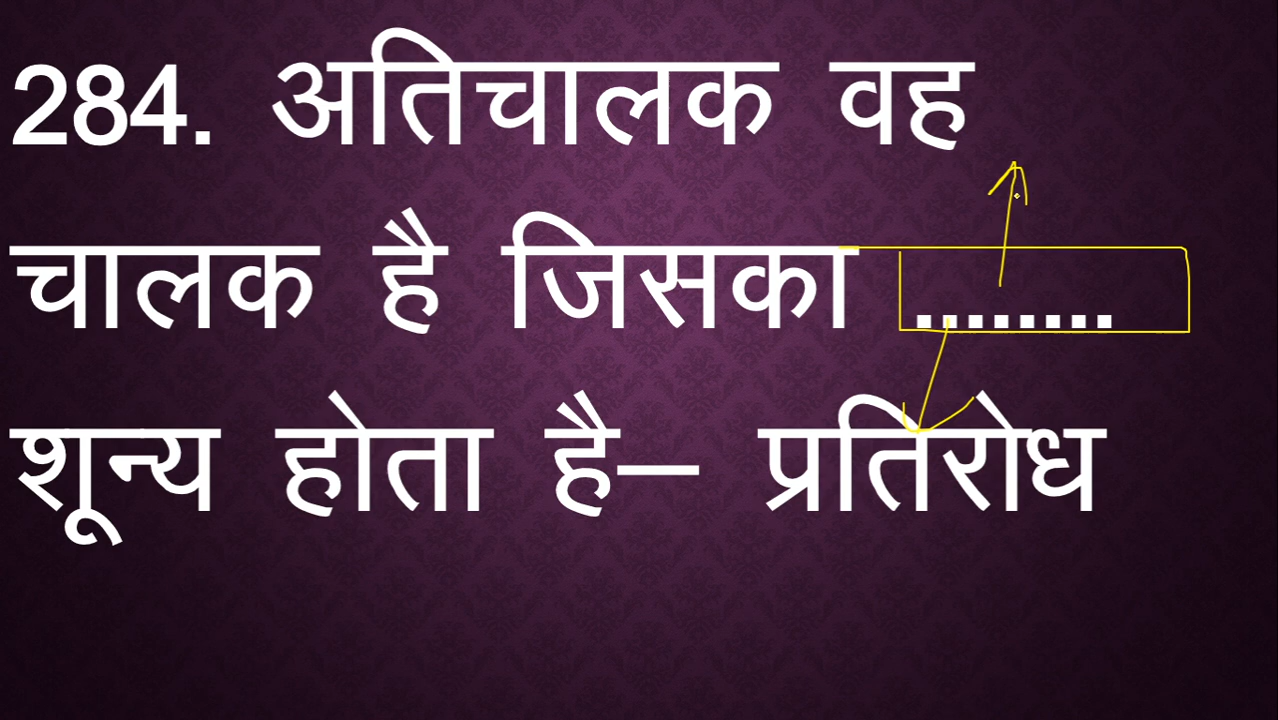 284. अतिचालक वह
चालक है जिसका ........
शून्य होता है– प्रतिरोध